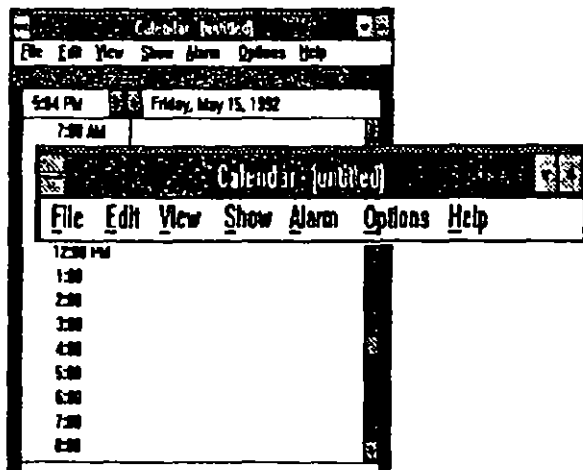 Calendar - [untitled]
File Edit View Show Alarm Options Help
5:04 PM Friday, May 15, 1992
7:00 AM
Calendar - [untitled]
File Edit View Show Alarm Options Help
12:00 PM
1:00
2:00
3:00
4:00
5:00
6:00
7:00
8:00